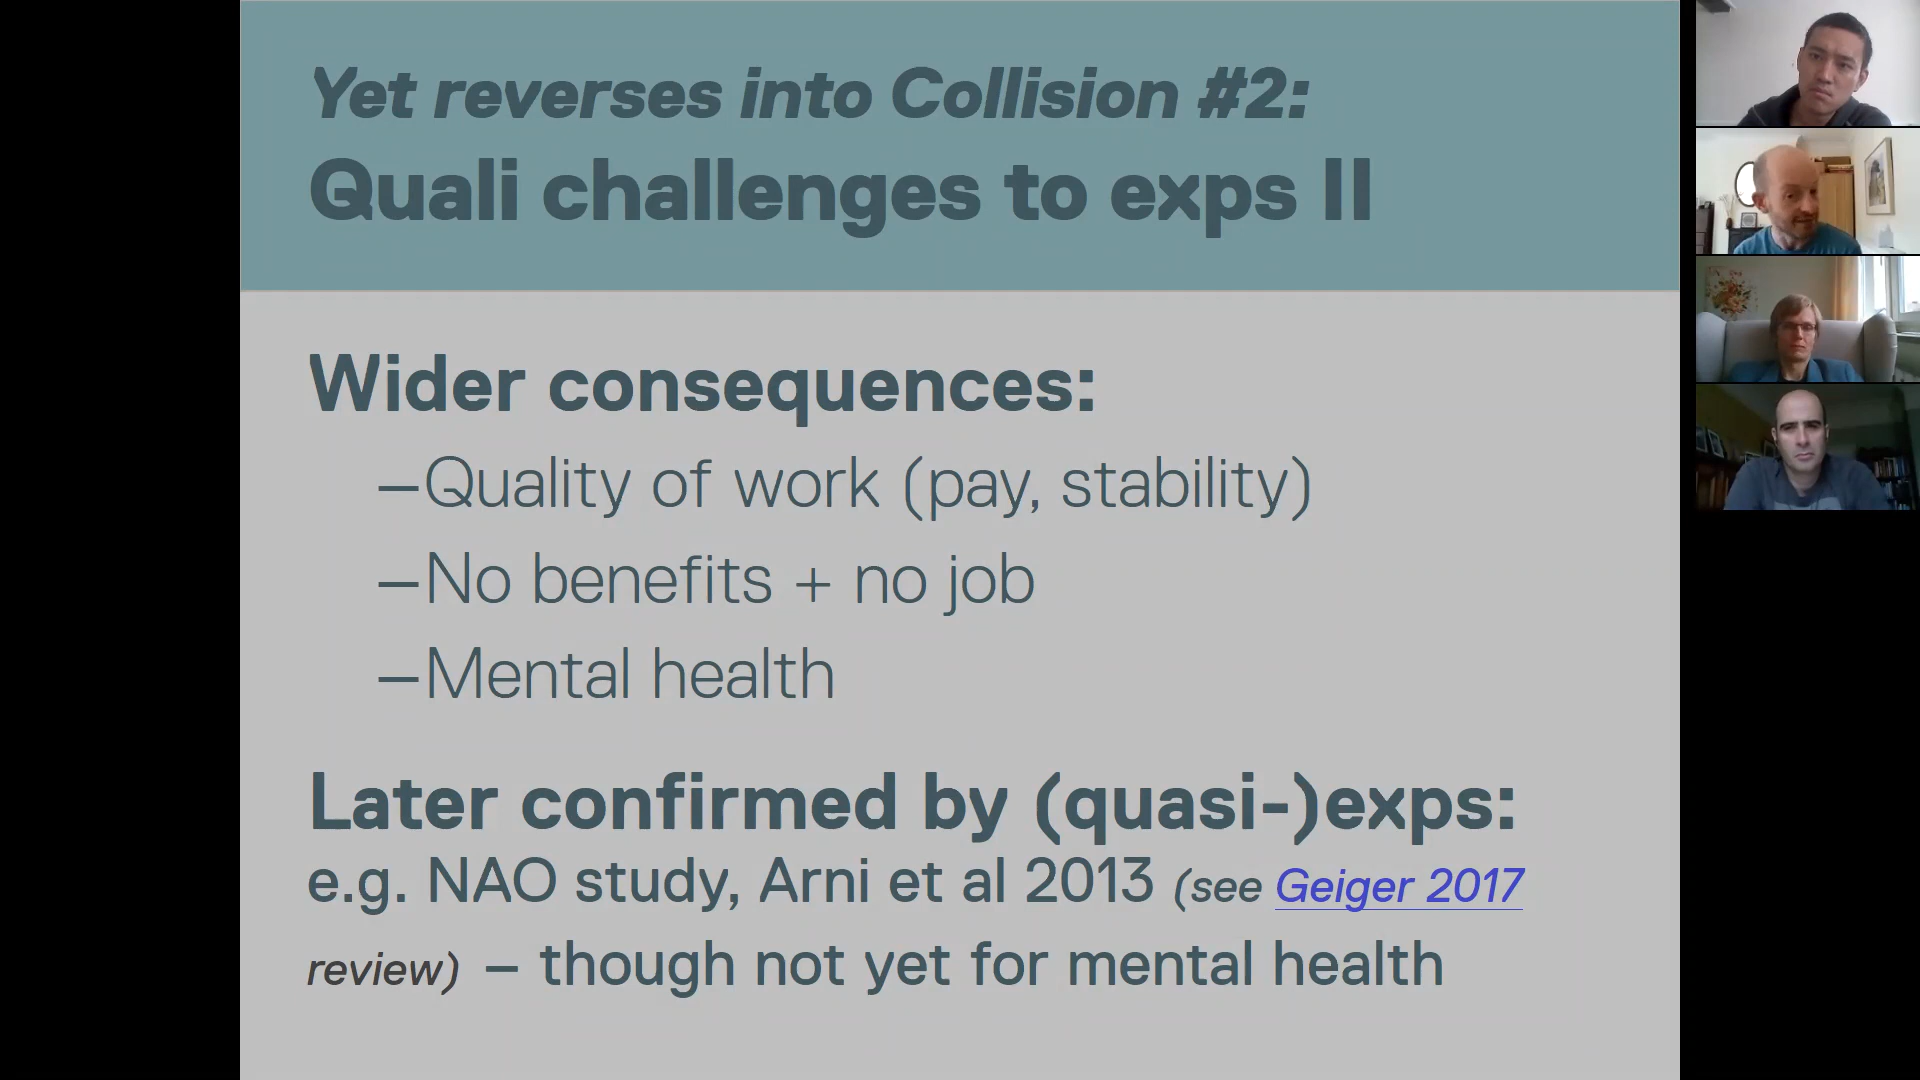 Yet reverses into Collision #2:
Quali challenges to exps II
Wider consequences:
–Quality of work (pay, stability)
–No benefits + no job
–Mental health
Later confirmed by (quasi-)exps:
e.g. NAO study, Arni et al 2013 (see Geiger 2017
review) – though not yet for mental health